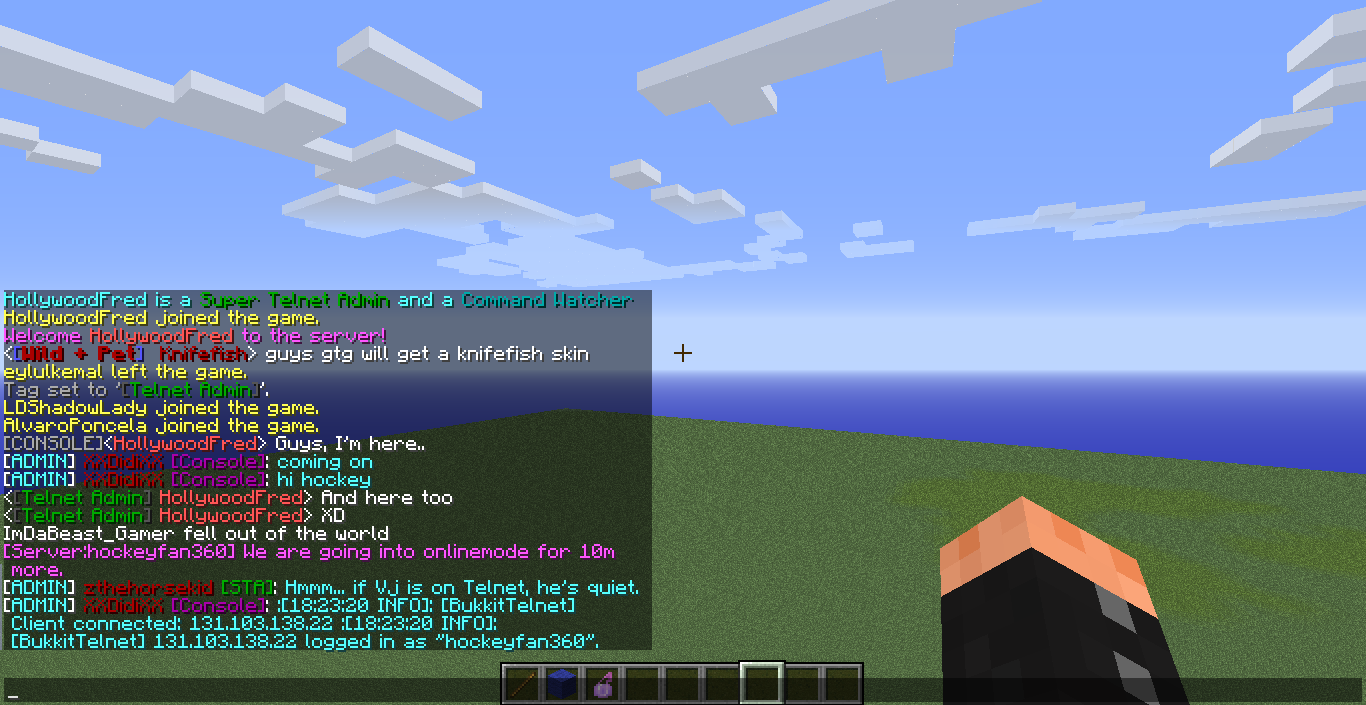 HollywoodFred is a Super Telnet Admin and a Command Watcher
HollywoodFred joined the game.
Welcome HollywoodFred to the server!
<[Wild + Pet] Knifefish> guys gtg will get a knifefish skin
eylulkemal left the game.
Tag set to '[Telnet Admin]'.
LDShadowLady joined the game.
AlvaroPoncela joined the game.
[CONSOLE]<HollywoodFred> Guys, I'm here..
[ADMIN] XXDidiXX [Console]: coming on
[ADMIN] XXDidiXX [Console]: hi hockey
<[Telnet Admin] HollywoodFred> And here too
<[Telnet Admin] HollywoodFred> XD
ImDaBeast_Gamer fell out of the world
[Server:hockeyfan360] We are going into onlinemode for 10m
more.
[ADMIN] zthehorsekid [STA]: Hmmm... if Vj is on Telnet, he's quiet.
[ADMIN] XXDidiXX [Console]: :[18:23:20 INFO]: [BukkitTelnet]
Client connected: 131.103.138.22 :[18:23:20 INFO]:
[BukkitTelnet] 131.103.138.22 logged in as "hockeyfan360".
_